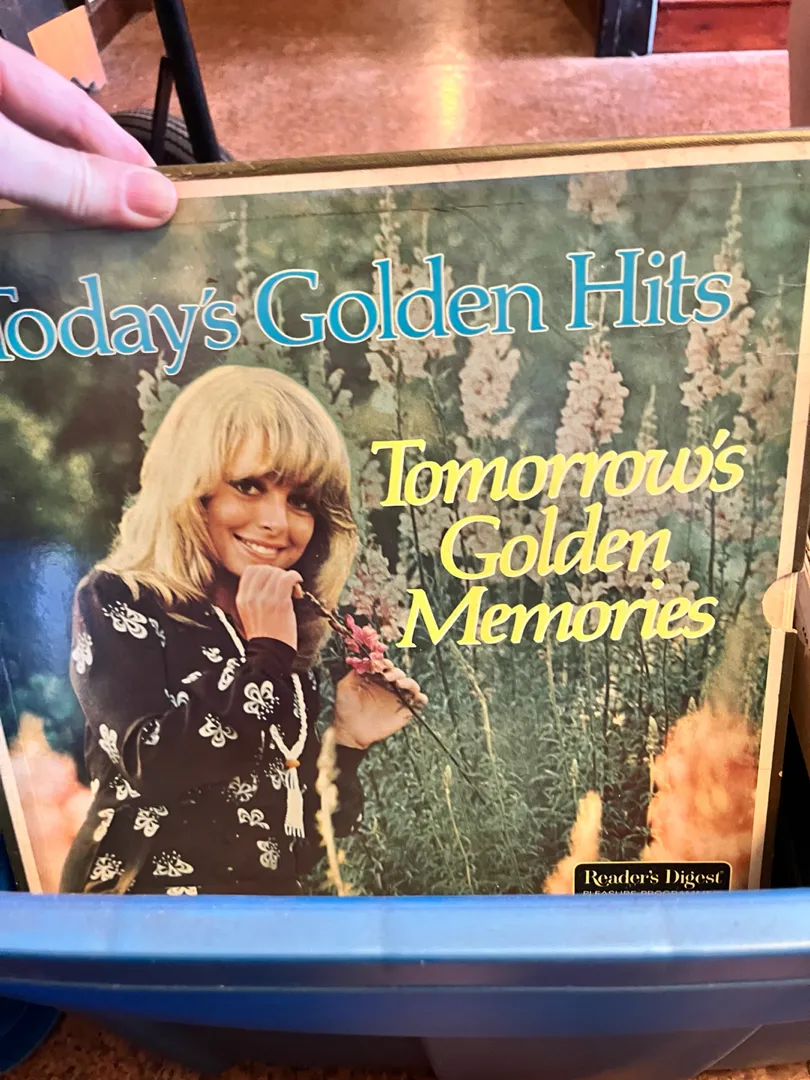 Today's Golden Hits
Tomorrow's
Golden
Memories
Reader's Digest